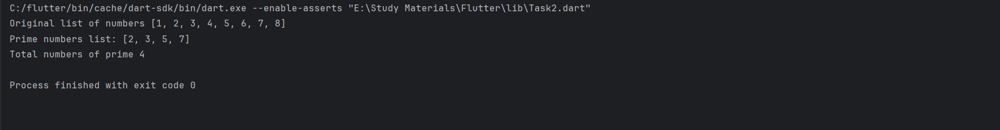 C:/flutter/bin/cache/dart-sdk/bin/dart.exe --enable-asserts "E:\Study Materials\Flutter\lib\Task2.dart"
Original list of numbers [1, 2, 3, 4, 5, 6, 7, 8]
Prime numbers list: [2, 3, 5, 7]
Total numbers of prime 4
Process finished with exit code 0